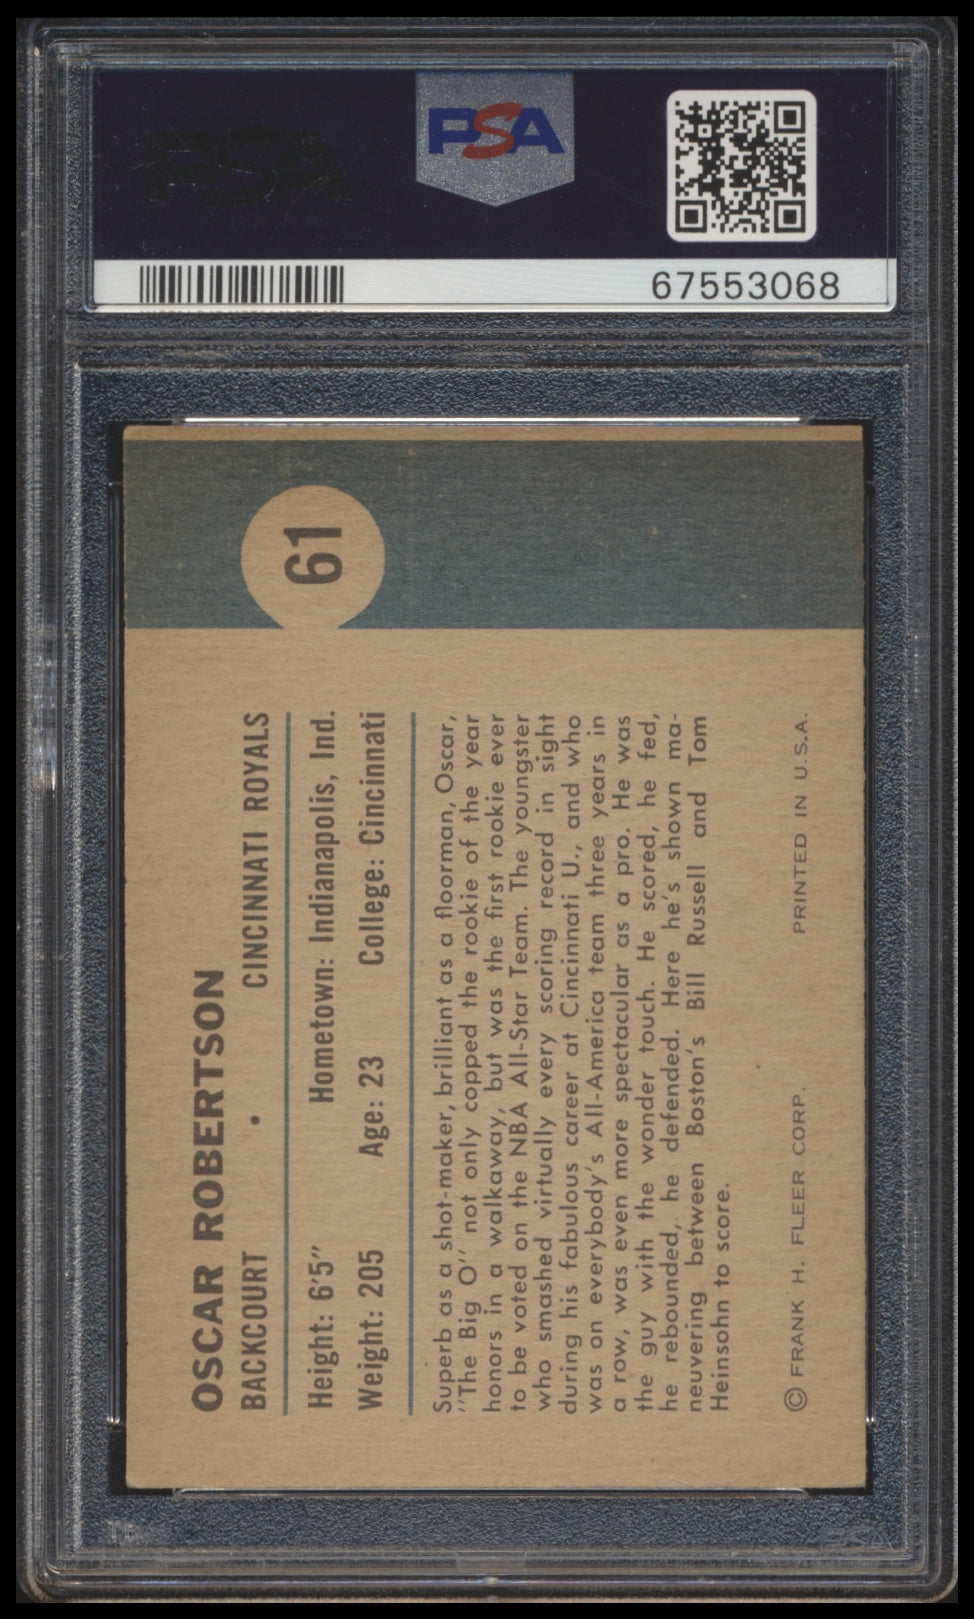 PSA
PSA
67553068
61
OSCAR ROBERTSON
BACKCOURT • CINCINNATI ROYALS
Height: 6'5" Hometown: Indianapolis, Ind.
Weight: 205 Age: 23 College: Cincinnati
Superb as a shot-maker, brilliant as a floorman, Oscar,
"The Big O" not only copped the rookie of the year
honors in a walkaway, but was the first rookie ever
to be voted on the NBA All-Star Team. The youngster
who smashed virtually every scoring record in sight
during his fabulous career at Cincinnati U., and who
was on everybody's All-America team three years in
a row, was even more spectacular as a pro. He was
the guy with the wonder touch. He scored, he fed,
he rebounded, he defended. Here he's shown ma-
neuvering between Boston's Bill Russell and Tom
Heinsohn to score.
© FRANK H. FLEER CORP. PRINTED IN U.S.A.
PSA